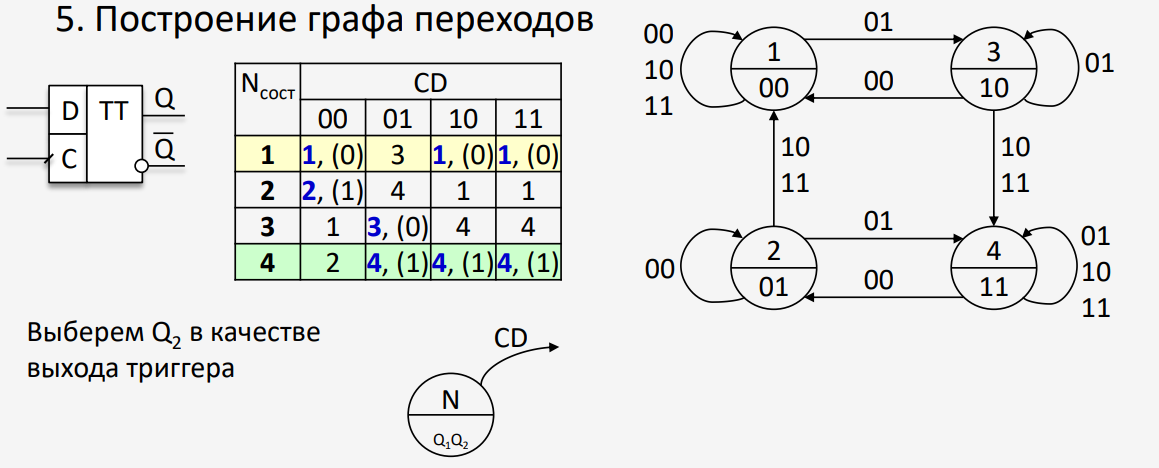 5. Построение графа переходов
D TT Q
C Q
Nсост CD
00 01 10 11
1 1, (0) 3 1, (0) 1, (0)
2 2, (1) 4 1 1
3 1 3, (0) 4 4
4 2 4, (1) 4, (1) 4, (1)
Выберем Q2 в качестве
выхода триггера
CD
N
Q1Q2
00
10
11
1
00
01
00
3
10
01
10
11
10
11
00
2
01
01
00
4
11
01
10
11